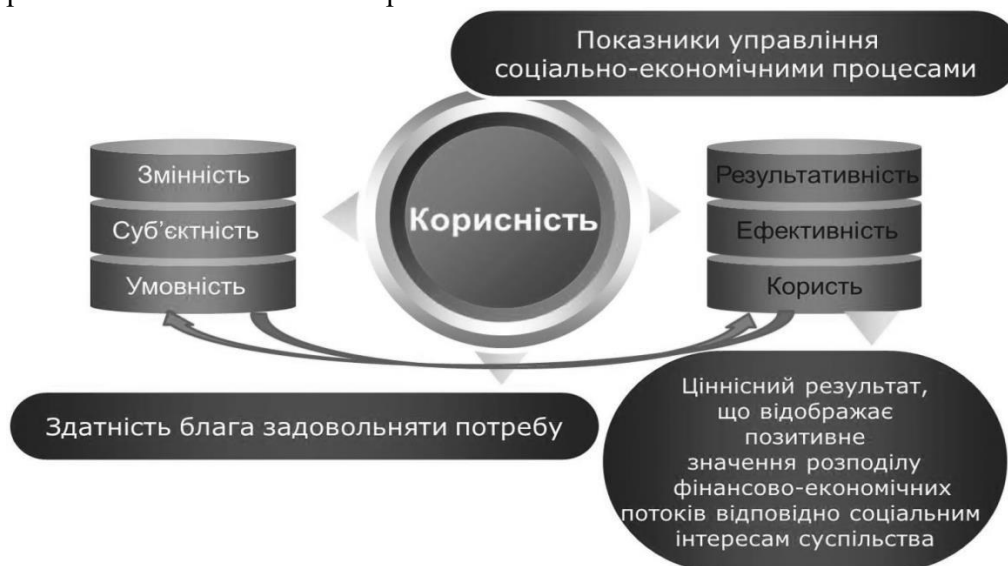 Показники управління
соціально-економічними процесами
Змінність
Суб’єктність
Умовність
Корисність
Результативність
Ефективність
Користь
Здатність блага задовольняти потребу
Ціннісний результат,
що відображає
позитивне
значення розподілу
фінансово-економічних
потоків відповідно соціальним
інтересам суспільства